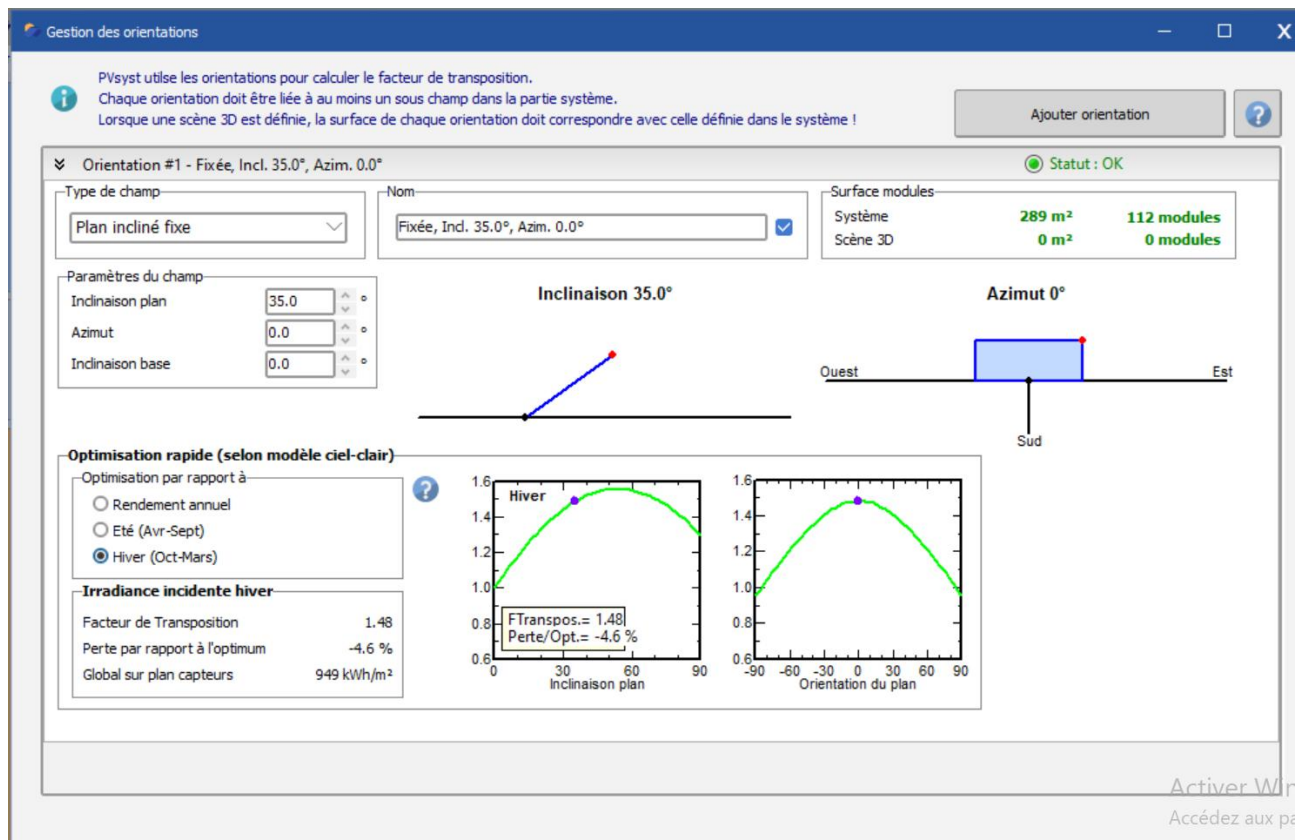 Gestion des orientations
PVsyst utilse les orientations pour calculer le facteur de transposition.
Chaque orientation doit être liée à au moins un sous champ dans la partie système.
Lorsque une scène 3D est définie, la surface de chaque orientation doit correspondre avec celle définie dans le système !
Ajouter orientation
Orientation #1 - Fixée, Incl. 35.0°, Azim. 0.0°
Statut : OK
Type de champ
Plan incliné fixe
Nom
Fixée, Incl. 35.0°, Azim. 0.0°
Surface modules
Système 289 m² 112 modules
Scène 3D 0 m² 0 modules
Paramètres du champ
Inclinaison plan 35.0 °
Azimut 0.0 °
Inclinaison base 0.0 °
Inclinaison 35.0°
Azimut 0°
Ouest
Est
Sud
Optimisation rapide (selon modèle ciel-clair)
Optimisation par rapport à
Rendement annuel
Eté (Avr-Sept)
Hiver (Oct-Mars)
?
Irradiance incidente hiver
Facteur de Transposition 1.48
Perte par rapport à l'optimum -4.6 %
Global sur plan capteurs 949 kWh/m²
Hiver
1.6
1.4
1.2
1.0
0.8
0.6
FTranspos.= 1.48
Perte/Opt.= -4.6 %
0 30 60 90
Inclinaison plan
1.6
1.4
1.2
1.0
0.8
0.6
-90 -60 -30 0 30 60 90
Orientation du plan
Activer Win
Accédez aux pa